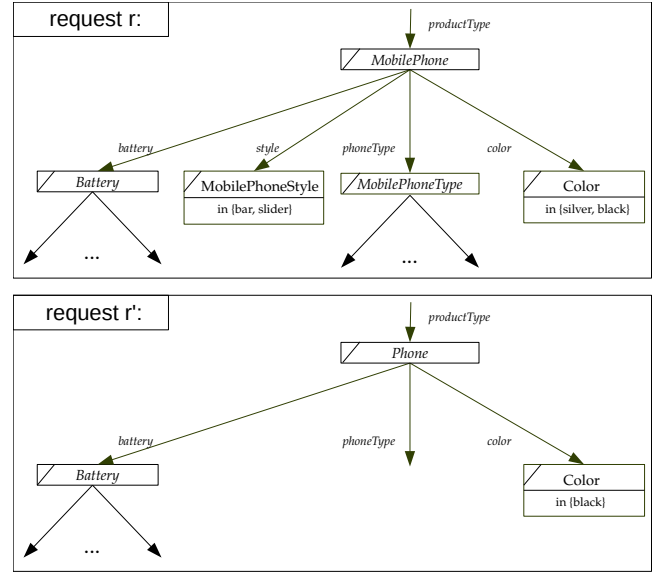 request r:
productType
MobilePhone
battery
style
phoneType
color
Battery
MobilePhoneStyle
in {bar, slider}
MobilePhoneType
Color
in {silver, black}
...
...
request r':
productType
Phone
battery
phoneType
color
Battery
Color
in {black}
...